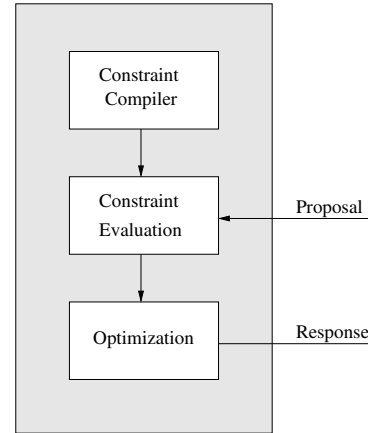 Constraint
Compiler
Constraint
Evaluation
Proposal
Optimization
Response